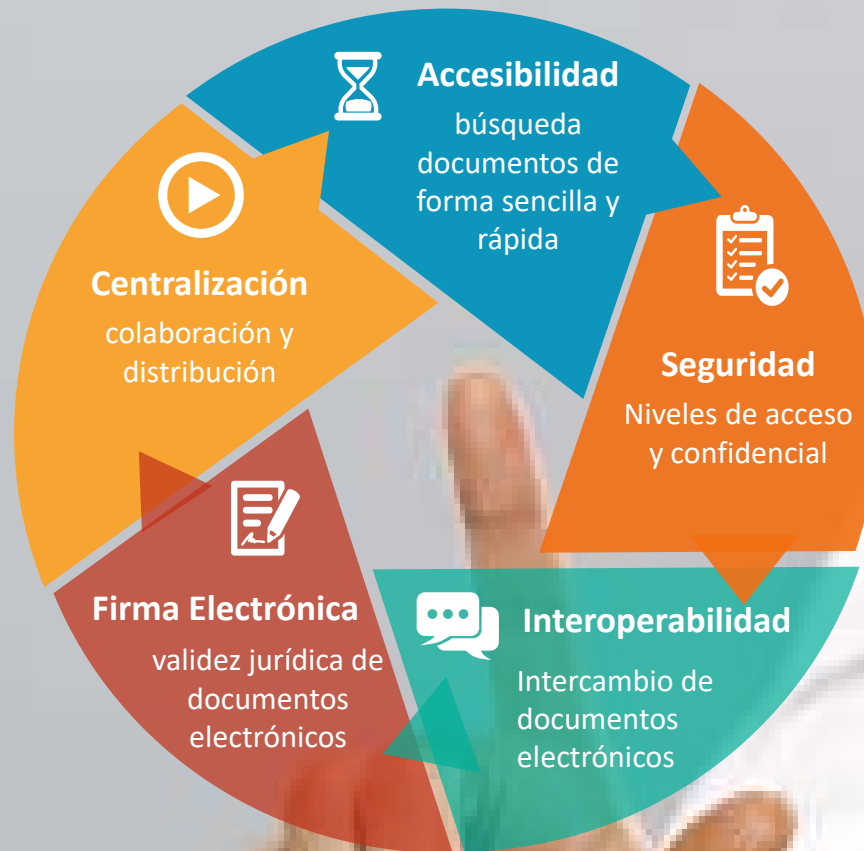 Accesibilidad
búsqueda
documentos de
forma sencilla y
rápida
Seguridad
Niveles de acceso
y confidencial
Interoperabilidad
Intercambio de
documentos
electrónicos
Firma Electrónica
validez jurídica de
documentos
electrónicos
Centralización
colaboración y
distribución